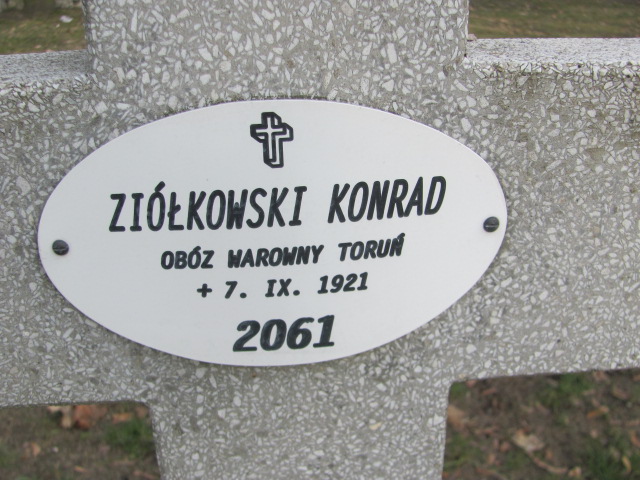 ZIÓŁKOWSKI KONRAD
OBÓZ WAROWNY TORUŃ
+ 7. IX. 1921
2061